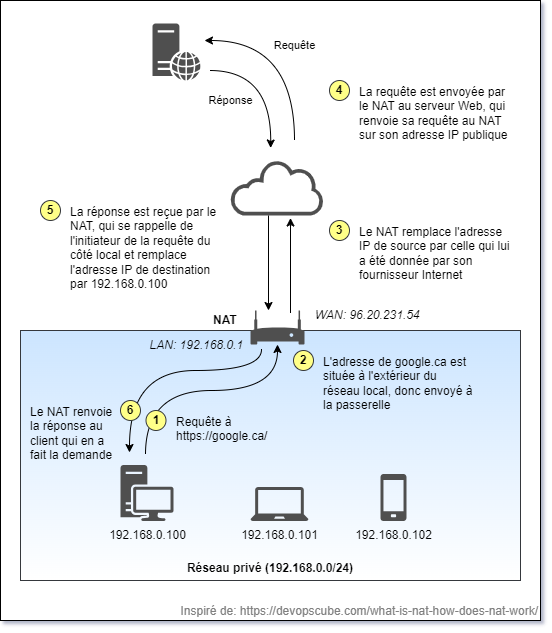 Requête
Réponse
4
La requête est envoyée par
le NAT au serveur Web, qui
renvoie sa requête au NAT
sur son adresse IP publique
5
La réponse est reçue par le
NAT, qui se rappelle de
l'initiateur de la requête du
côté local et remplace
l'adresse IP de destination
par 192.168.0.100
3
Le NAT remplace l'adresse
IP de source par celle qui lui
a été donnée par son
fournisseur Internet
NAT
WAN: 96.20.231.54
LAN: 192.168.0.1
2
L'adresse de google.ca est
située à l'extérieur du
réseau local, donc envoyé à
la passerelle
6
Le NAT renvoie
la réponse au
client qui en a
fait la demande
1
Requête à
https://google.ca/
192.168.0.100
192.168.0.101
192.168.0.102
Réseau privé (192.168.0.0/24)
Inspiré de: https://devopscube.com/what-is-nat-how-does-nat-work/